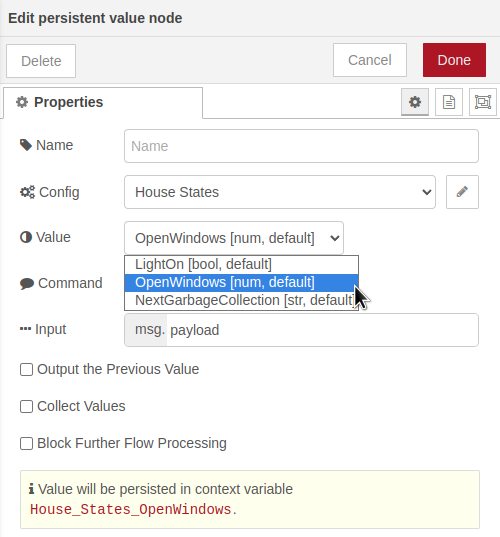 Edit persistent value node
Delete
Cancel
Done
Properties
Name
Name
Config
House States
Value
OpenWindows [num, default]
LightOn [bool, default]
OpenWindows [num, default]
NextGarbageCollection [str, default]
Command
Input
msg. payload
Output the Previous Value
Collect Values
Block Further Flow Processing
Value will be persisted in context variable
House_States_OpenWindows.